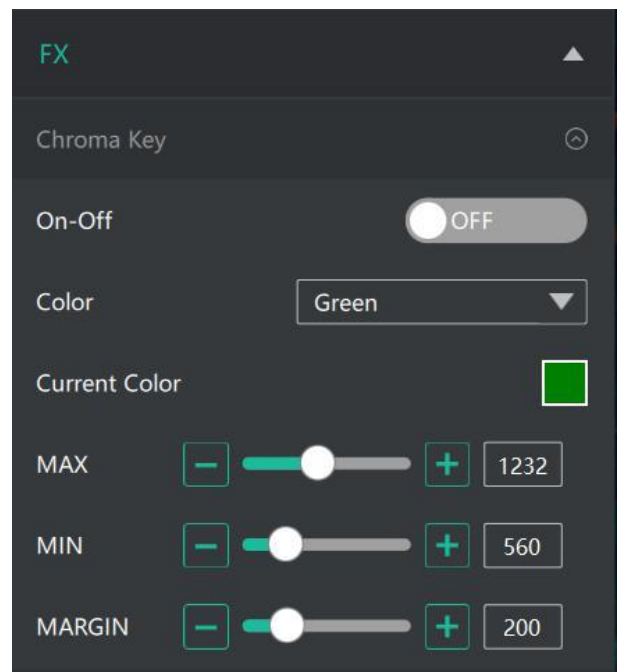 FX
Chroma Key
On-Off OFF
Color Green
Current Color
MAX 1232
MIN 560
MARGIN 200